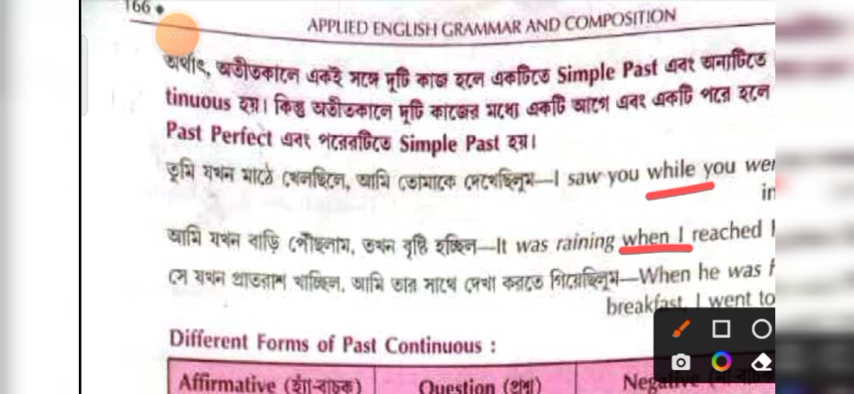 166
APPLIED ENGLISH GRAMMAR AND COMPOSITION
অর্থাৎ, অতীতকালে একই সঙ্গে দুটি কাজ হলে একটিতে Simple Past এবং অন্যটিতে
tinuous হয়। কিন্তু অতীতকালে দুটি কাজের মধ্যে একটি আগে এবং একটি পরে হলে
Past Perfect এবং পরেরটিতে Simple Past হয়।
তুমি যখন মাঠে খেলছিলে, আমি তোমাকে দেখেছিলুম—I saw you while you wer
in
আমি যখন বাড়ি পৌঁছলাম, তখন বৃষ্টি হচ্ছিল—It was raining when I reached
সে যখন প্রাতরাশ খাচ্ছিল, আমি তার সাথে দেখা করতে গিয়েছিলুম—When he was
breakfast, I went to
Different Forms of Past Continuous :
Affirmative (হ্যাঁ-বাচক) Question (প্রশ্ন)